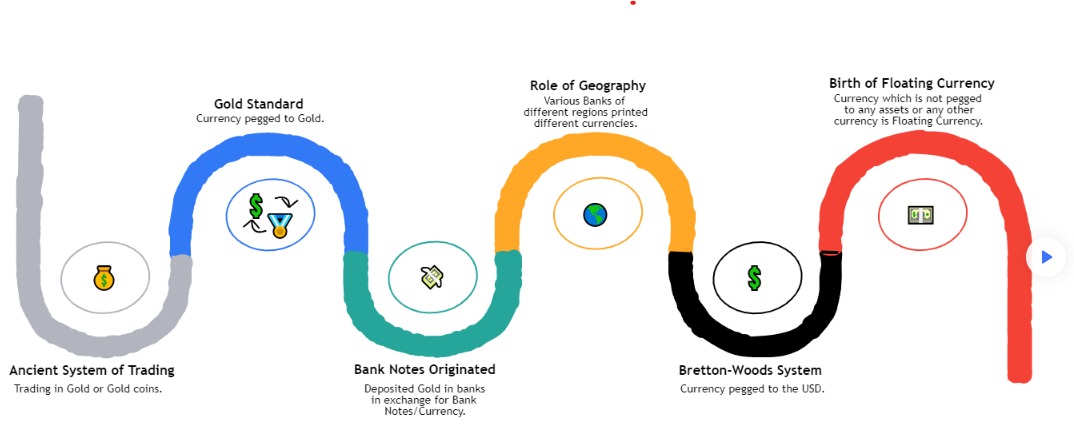 Ancient System of Trading
Trading in Gold or Gold coins.
Gold Standard
Currency pegged to Gold.
Bank Notes Originated
Deposited Gold in banks
in exchange for Bank
Notes/Currency.
Role of Geography
Various Banks of
different regions printed
different currencies.
Bretton-Woods System
Currency pegged to the USD.
Birth of Floating Currency
Currency which is not pegged
to any assets or any other
currency is Floating Currency.